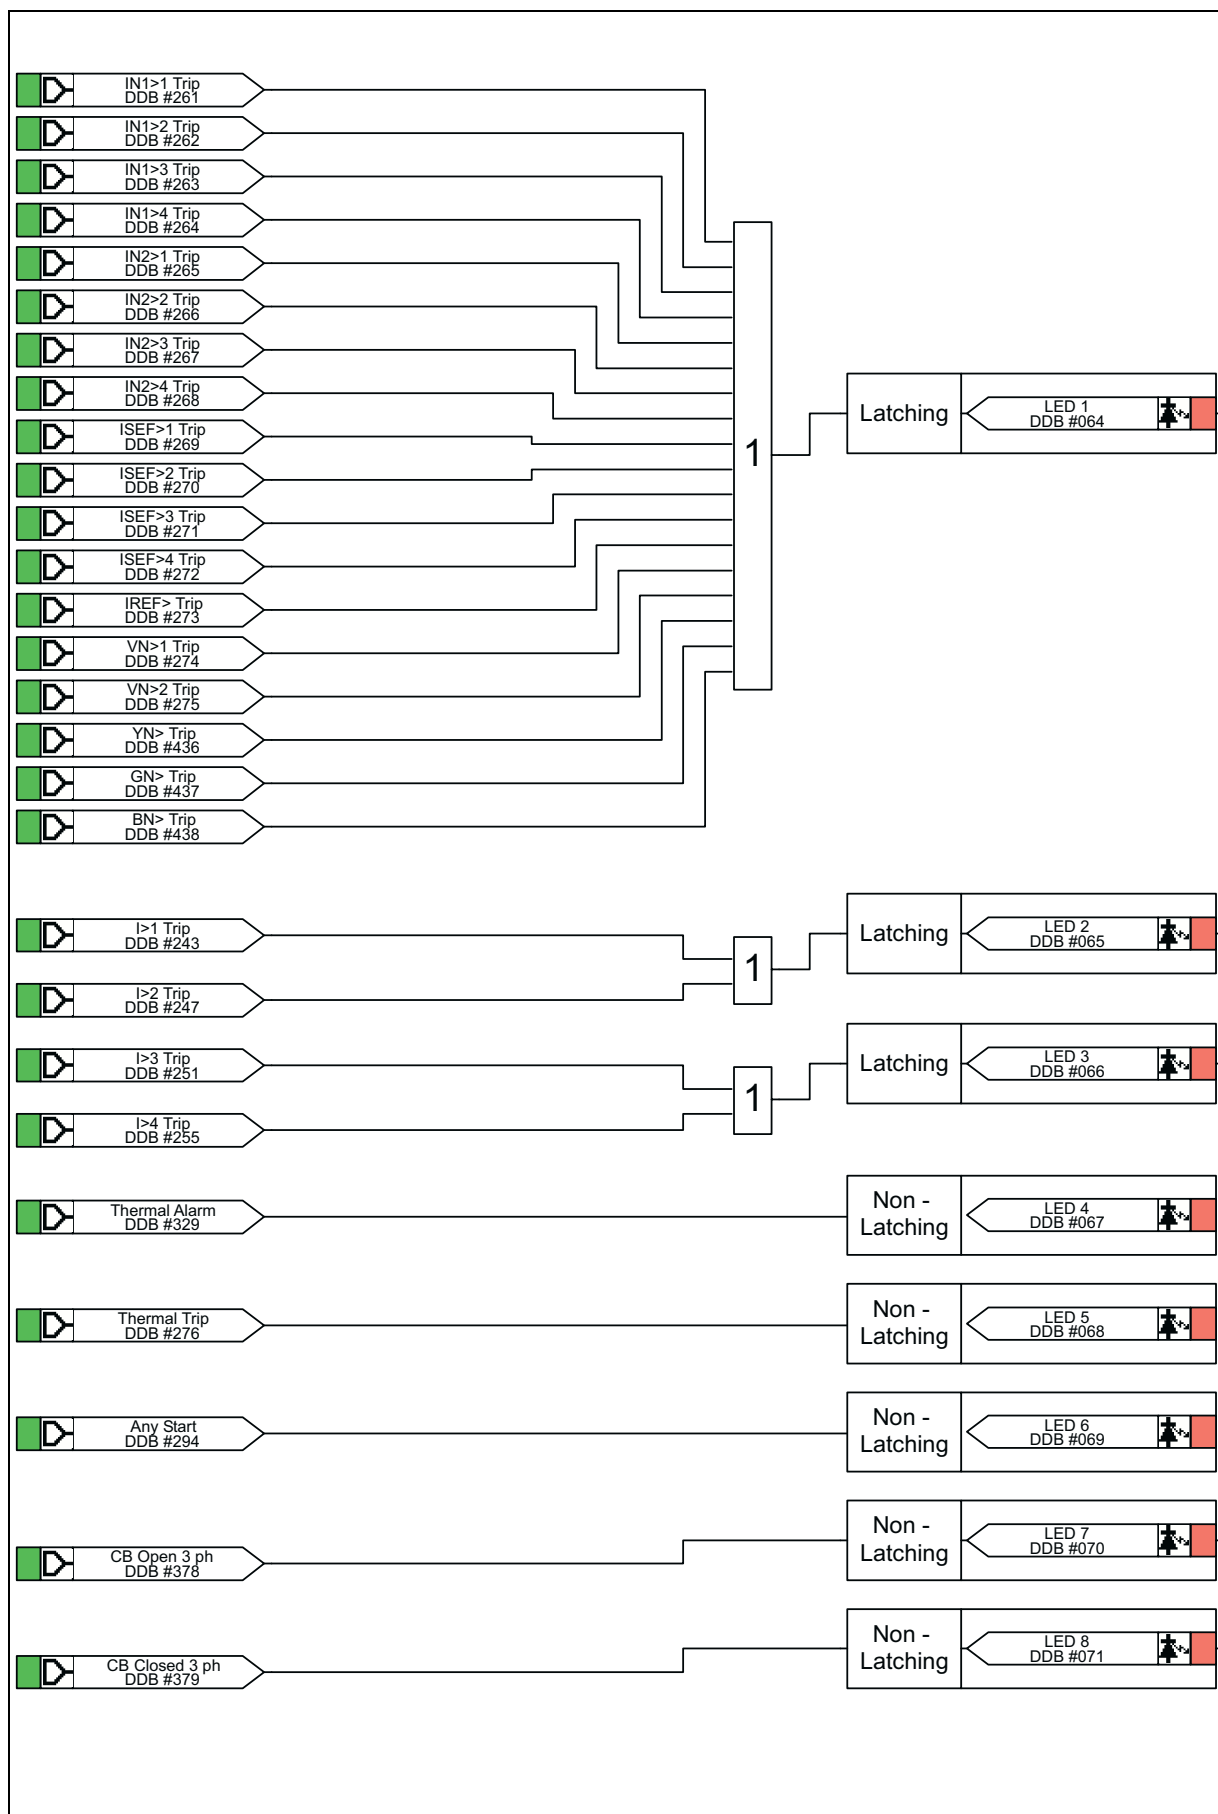 IN1>1 Trip
DDB #261
IN1>2 Trip
DDB #262
IN1>3 Trip
DDB #263
IN1>4 Trip
DDB #264
IN2>1 Trip
DDB #265
IN2>2 Trip
DDB #266
IN2>3 Trip
DDB #267
IN2>4 Trip
DDB #268
ISEF>1 Trip
DDB #269
ISEF>2 Trip
DDB #270
ISEF>3 Trip
DDB #271
ISEF>4 Trip
DDB #272
IREF> Trip
DDB #273
VN>1 Trip
DDB #274
VN>2 Trip
DDB #275
YN> Trip
DDB #436
GN> Trip
DDB #437
BN> Trip
DDB #438
1
Latching
LED 1
DDB #064
I>1 Trip
DDB #243
I>2 Trip
DDB #247
1
Latching
LED 2
DDB #065
I>3 Trip
DDB #251
I>4 Trip
DDB #255
1
Latching
LED 3
DDB #066
Thermal Alarm
DDB #329
Non -
Latching
LED 4
DDB #067
Thermal Trip
DDB #276
Non -
Latching
LED 5
DDB #068
Any Start
DDB #294
Non -
Latching
LED 6
DDB #069
CB Open 3 ph
DDB #378
Non -
Latching
LED 7
DDB #070
CB Closed 3 ph
DDB #379
Non -
Latching
LED 8
DDB #071